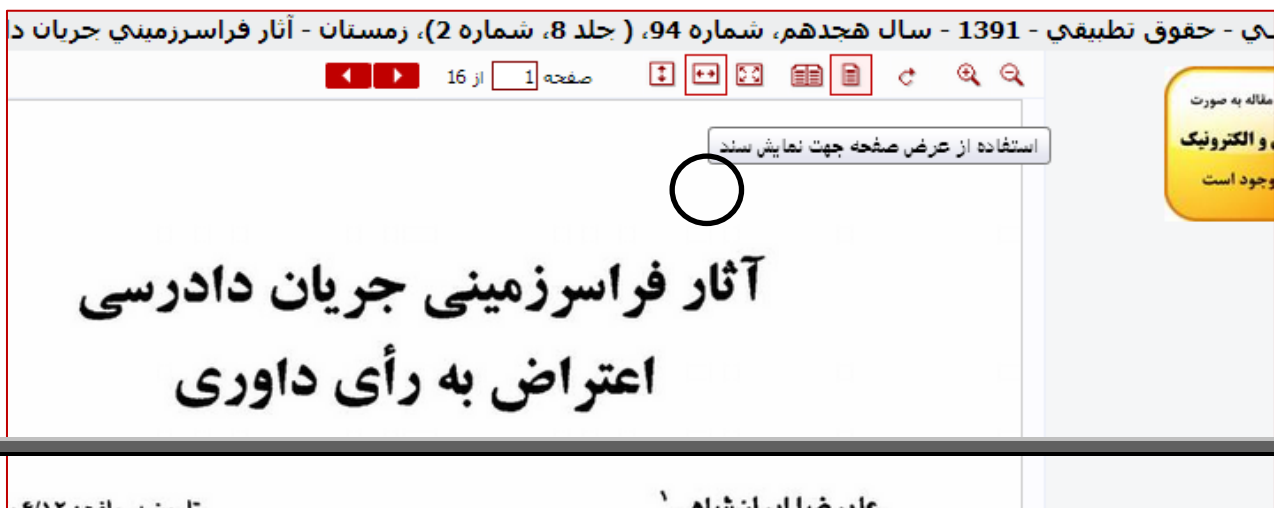 حقوق تطبيقي - 1391 - سال هجدهم، شماره 94، ( جلد 8، شماره 2)، زمستان - آثار فراسرزميني جريان
صفحه 1 از 16
مقاله به صورت
و الکترونیک
وجود است
استفاده از عرض صفحه جهت نمایش سند
آثار فراسرزمینی جریان دادرسی
اعتراض به رأی داوری